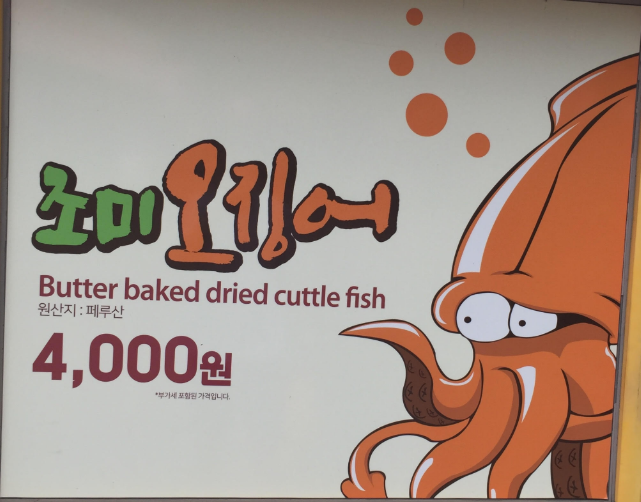 조미오징어
Butter baked dried cuttle fish
원산지 : 페루산
4,000원
*부가세 포함된 가격입니다.